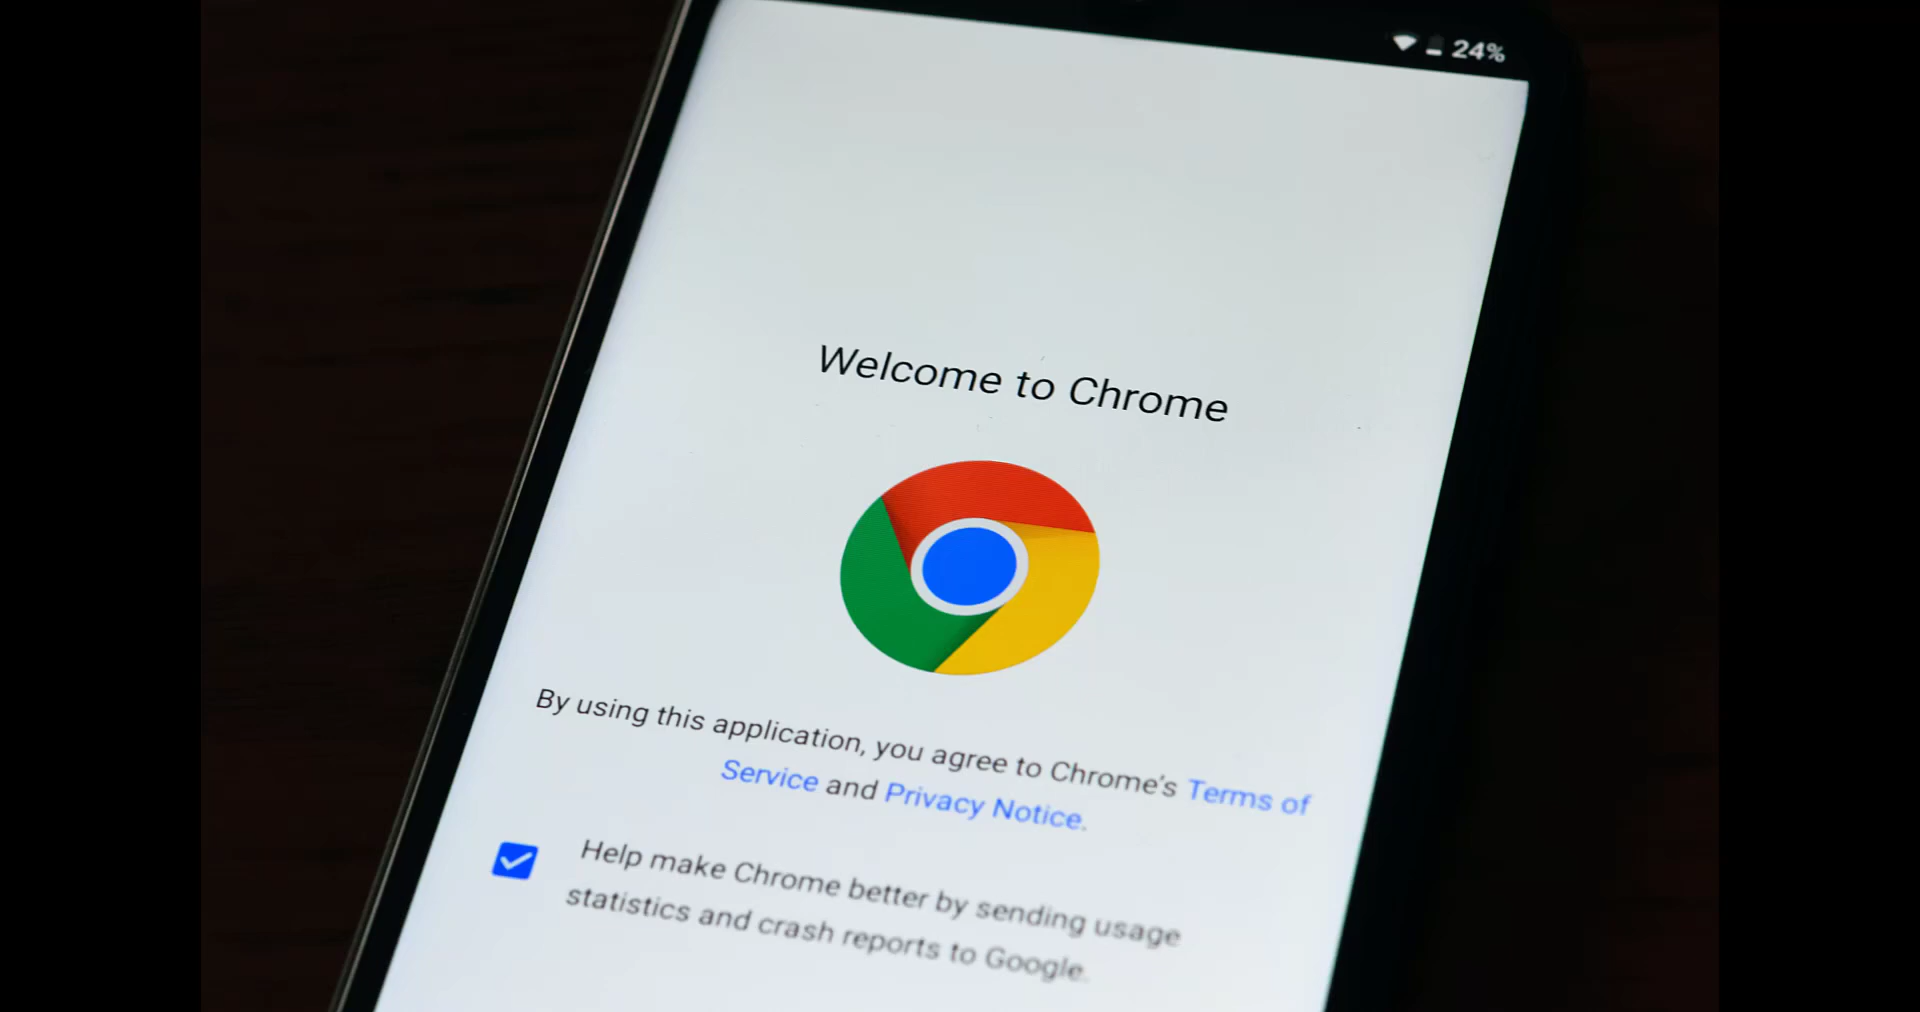 24%
Welcome to Chrome
By using this application, you agree to Chrome's Terms of
Service and Privacy Notice.
Help make Chrome better by sending usage
statistics and crash reports to Google.